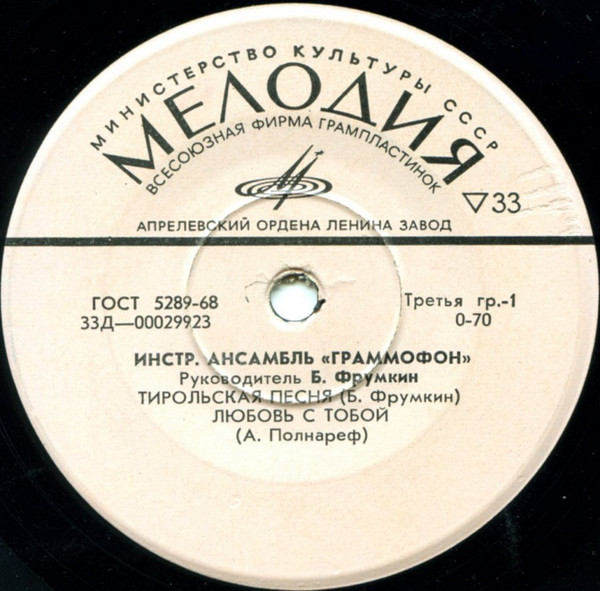 МИНИСТЕРСТВО КУЛЬТУРЫ СССР
МЕЛОДИЯ
ВСЕСОЮЗНАЯ ФИРМА ГРАМПЛАСТИНОК
▽33
АПРЕЛЕВСКИЙ ОРДЕНА ЛЕНИНА ЗАВОД
ГОСТ 5289-68 Третья гр.-1
33Д—00029923 0-70
ИНСТР. АНСАМБЛЬ «ГРАММОФОН»
Руководитель Б. Фрумкин
ТИРОЛЬСКАЯ ПЕСНЯ (Б. Фрумкин)
ЛЮБОВЬ С ТОБОЙ
(А. Полнареф)